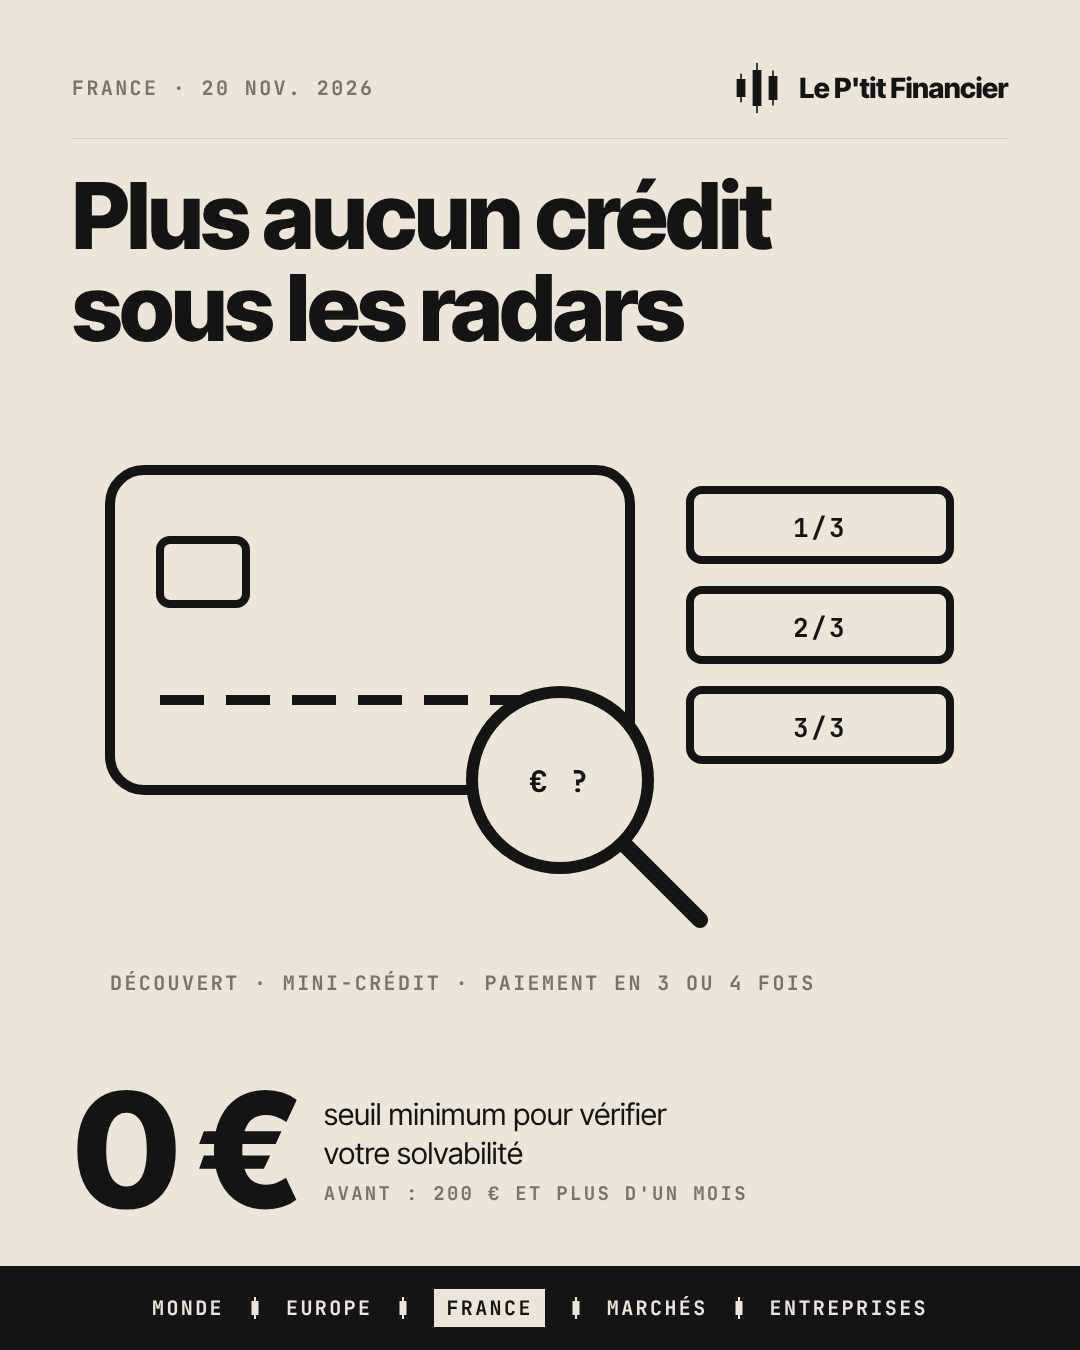 FRANCE · 20 NOV. 2026
Le P'tit Financier
Plus aucun crédit
sous les radars
1/3
2/3
3/3
€ ?
DÉCOUVERT · MINI-CRÉDIT · PAIEMENT EN 3 OU 4 FOIS
0 €
seuil minimum pour vérifier
votre solvabilité
AVANT : 200 € ET PLUS D'UN MOIS
MONDE EUROPE FRANCE MARCHÉS ENTREPRISES